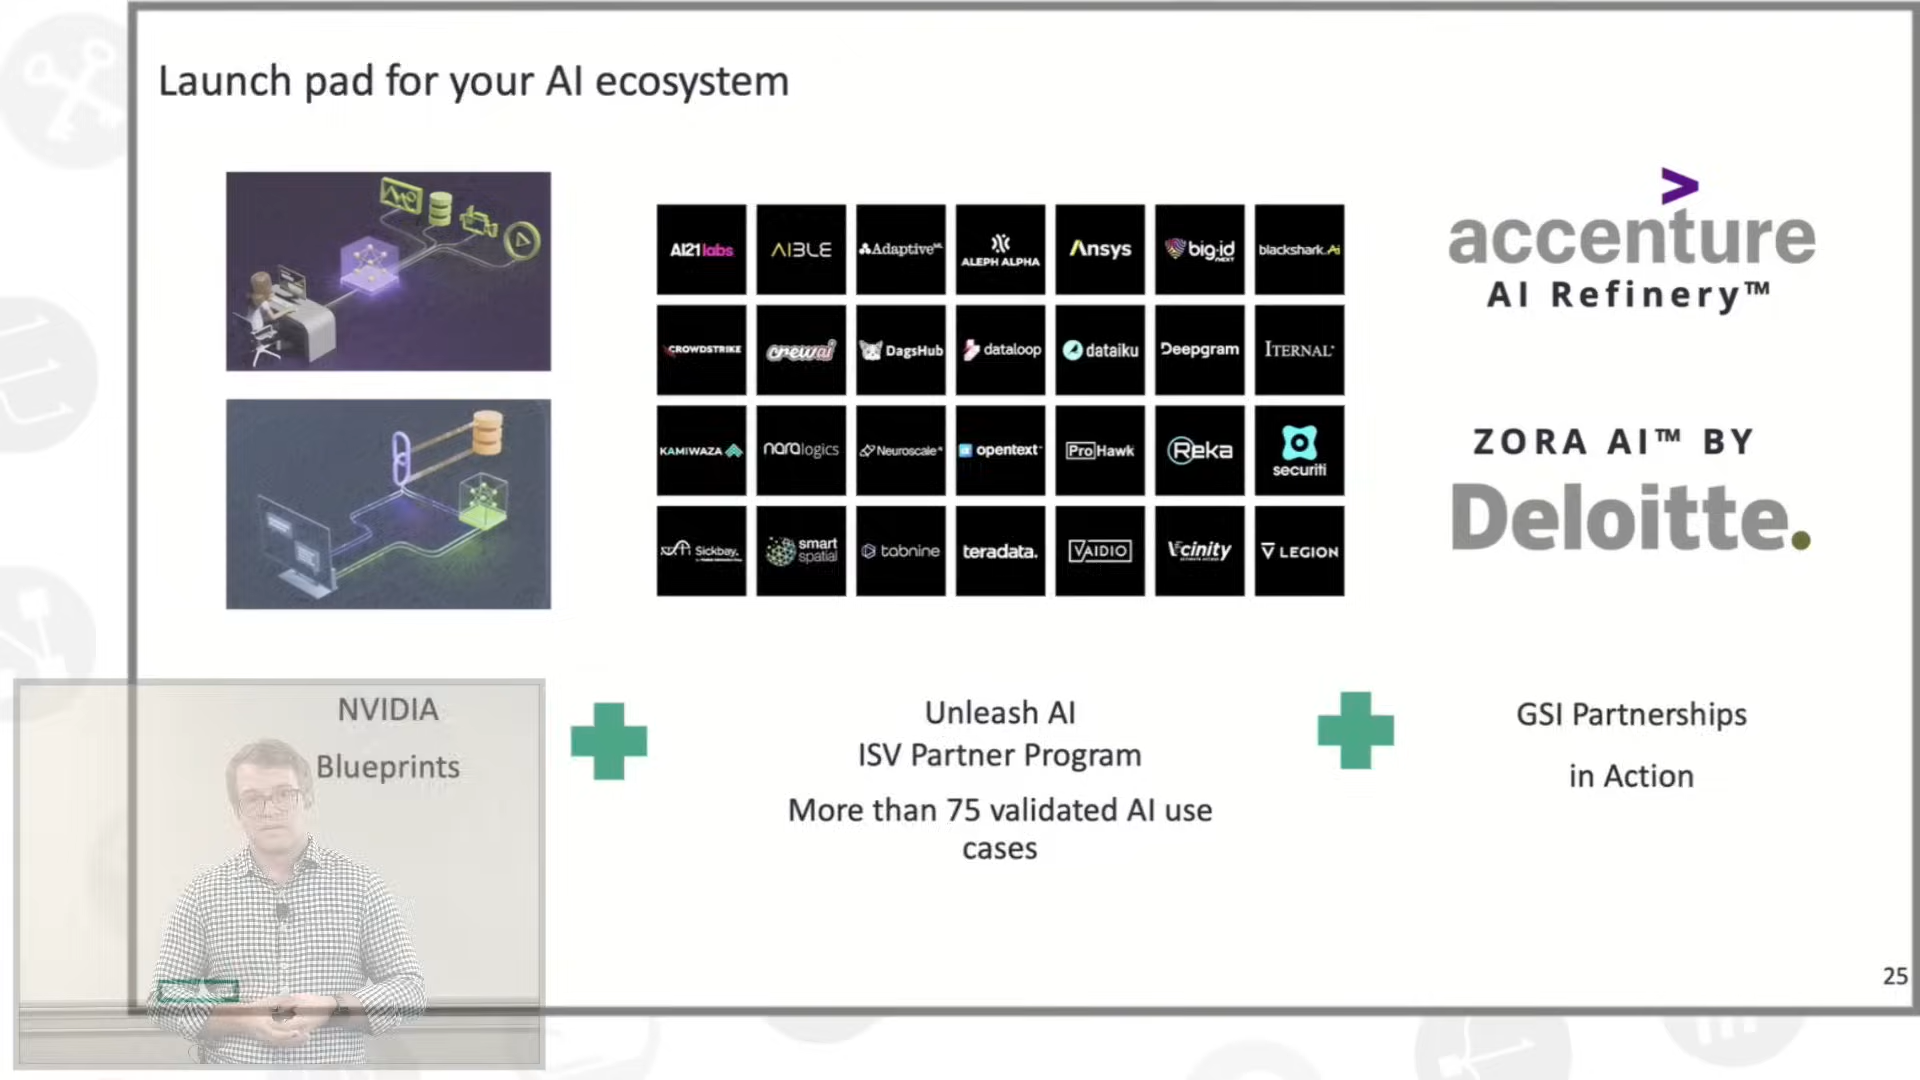 Launch pad for your AI ecosystem
AI21labs
AIBLE
Adaptive ML
ALEPH ALPHA
Ansys
big·id
NEXT
blackshark.Ai
CROWDSTRIKE
crewai
DagsHub
dataloop
dataiku
Deepgram
ITERNAL
KAMIWAZA
naralogics
Neuroscale
opentext
ProHawk
Reka
securiti
Sickbay
smart
spatial
tabnine
teradata.
VAIDIO
Vcinity
LEGION
accenture
AI Refinery™
ZORA AI™ BY
Deloitte.
NVIDIA
Blueprints
Unleash AI
ISV Partner Program
More than 75 validated AI use
cases
GSI Partnerships
in Action
25